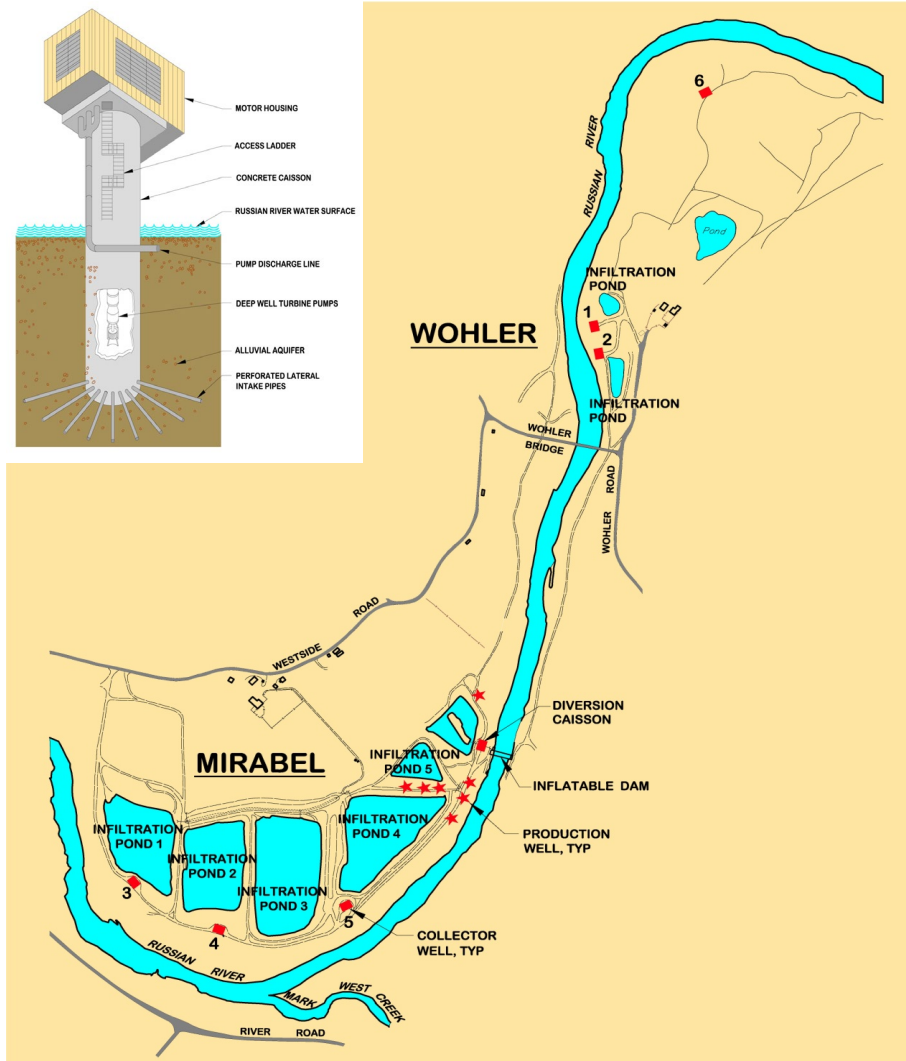 MOTOR HOUSING
ACCESS LADDER
CONCRETE CAISSON
RUSSIAN RIVER WATER SURFACE
PUMP DISCHARGE LINE
DEEP WELL TURBINE PUMPS
ALLUVIAL AQUIFER
PERFORATED LATERAL
INTAKE PIPES
6
RIVER
RUSSIAN
Pond
INFILTRATION
POND
1
WOHLER
2
INFILTRATION
POND
WOHLER
BRIDGE
WOHLER
ROAD
WESTSIDE
ROAD
DIVERSION
CAISSON
MIRABEL
INFILTRATION
POND 5
INFLATABLE DAM
INFILTRATION
POND 1
INFILTRATION
POND 2
INFILTRATION
POND 3
INFILTRATION
POND 4
PRODUCTION
WELL, TYP
3
4
5
COLLECTOR
WELL, TYP
RUSSIAN RIVER
MARK WEST CREEK
RIVER ROAD